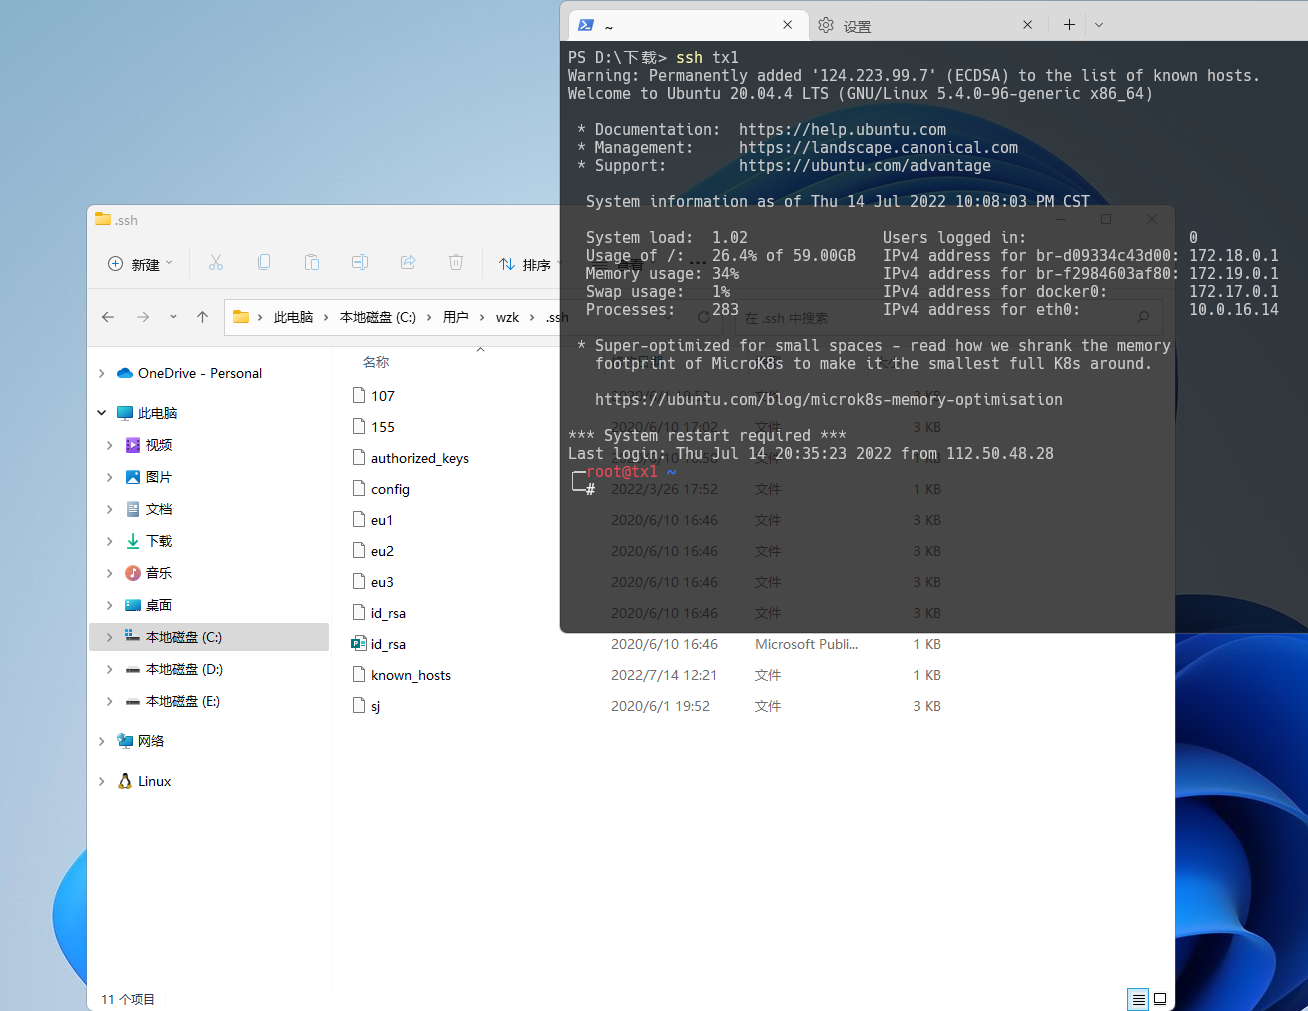 ~
设置
PS D:\下载> ssh tx1
Warning: Permanently added '124.223.99.7' (ECDSA) to the list of known hosts.
Welcome to Ubuntu 20.04.4 LTS (GNU/Linux 5.4.0-96-generic x86_64)
* Documentation:  https://help.ubuntu.com
* Management:     https://landscape.canonical.com
* Support:        https://ubuntu.com/advantage
System information as of Thu 14 Jul 2022 10:08:03 PM CST
System load:  1.02               Users logged in:                  0
Usage of /:   26.4% of 59.00GB   IPv4 address for br-d09334c43d00: 172.18.0.1
Memory usage: 34%                IPv4 address for br-f2984603af80: 172.19.0.1
Swap usage:   1%                 IPv4 address for docker0:         172.17.0.1
Processes:    283                IPv4 address for eth0:            10.0.16.14
* Super-optimized for small spaces - read how we shrank the memory
footprint of MicroK8s to make it the smallest full K8s around.
https://ubuntu.com/blog/microk8s-memory-optimisation
*** System restart required ***
Last login: Thu Jul 14 20:35:23 2022 from 112.50.48.28
root@tx1 ~
#
.ssh
新建 排序 查看 ...
此电脑 > 本地磁盘 (C:) > 用户 > wzk > .ssh
在 .ssh 中搜索
OneDrive - Personal
此电脑
视频
图片
文档
下载
音乐
桌面
本地磁盘 (C:)
本地磁盘 (D:)
本地磁盘 (E:)
网络
Linux
名称
107
155 2020/6/10 17:02 文件 3 KB
authorized_keys
config 2022/3/26 17:52 文件 1 KB
eu1 2020/6/10 16:46 文件 3 KB
eu2 2020/6/10 16:46 文件 3 KB
eu3 2020/6/10 16:46 文件 3 KB
id_rsa 2020/6/10 16:46 文件 3 KB
id_rsa 2020/6/10 16:46 Microsoft Publi... 1 KB
known_hosts 2022/7/14 12:21 文件 1 KB
sj 2020/6/1 19:52 文件 3 KB
11 个项目